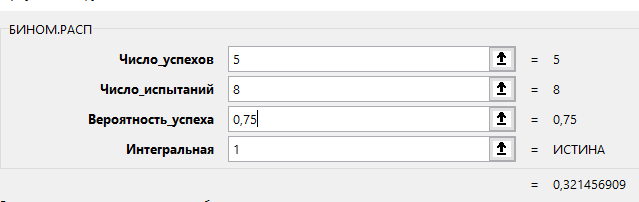 БИНОМ.РАСП
Число_успехов 5 = 5
Число_испытаний 8 = 8
Вероятность_успеха 0,75 = 0,75
Интегральная 1 = ИСТИНА
= 0,321456909